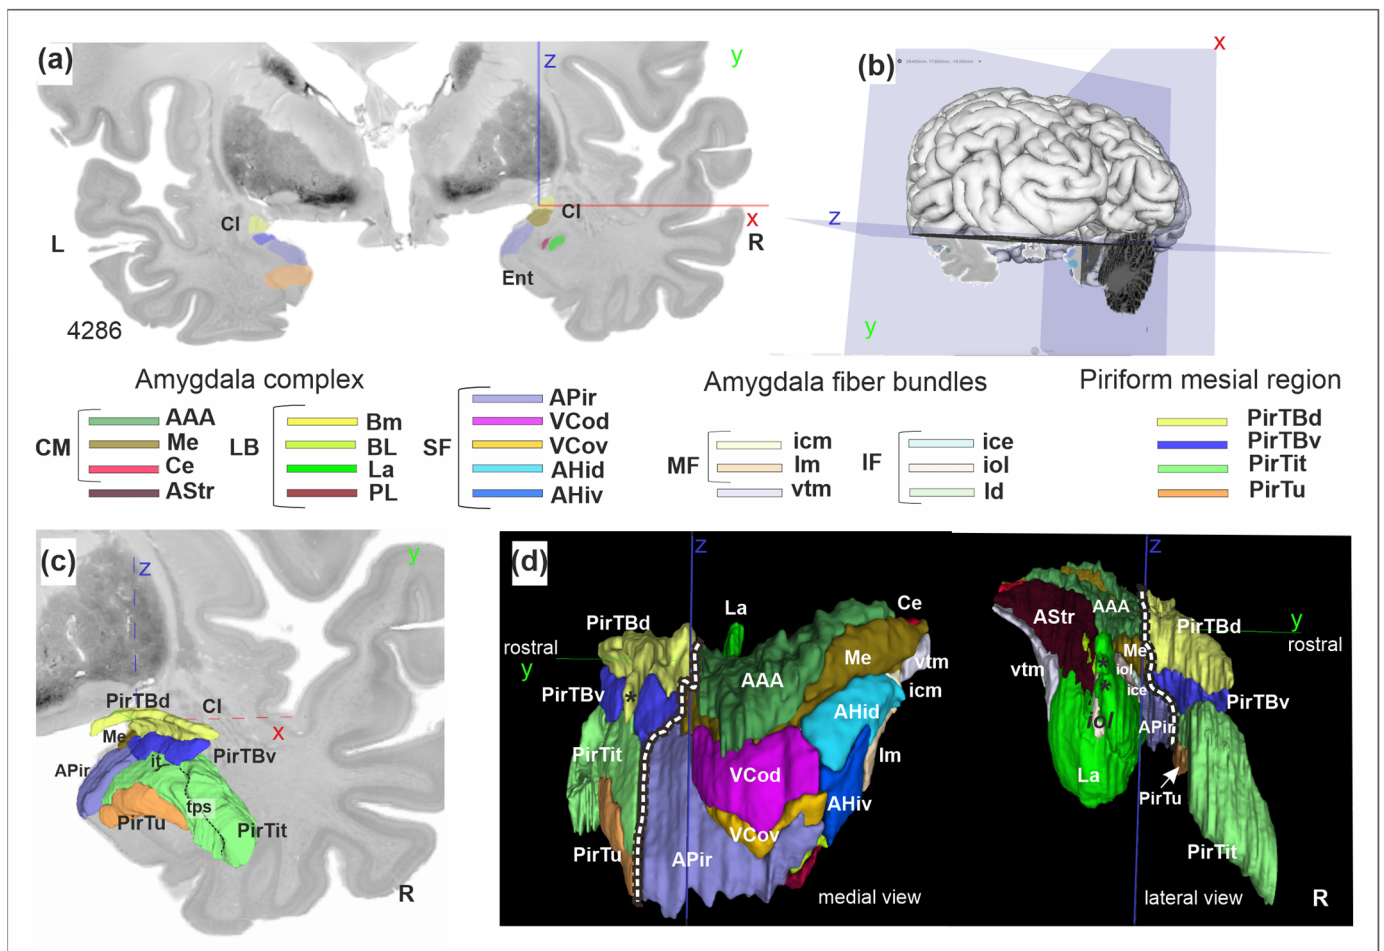 (a)
z
y
Cl
Cl
x
L
R
Ent
4286
(b)
x
z
y
Amygdala complex
CM
AAA
Me
Ce
AStr
LB
Bm
BL
La
PL
SF
APir
VCod
VCov
AHid
AHiv
Amygdala fiber bundles
MF
icm
lm
vtm
IF
ice
iol
ld
Piriform mesial region
PirTBd
PirTBv
PirTit
PirTu
(c)
y
z
PirTBd
Cl
x
Me
PirTBv
APir
it
tps
PirTu
PirTit
R
(d)
z
La
Ce
PirTBd
rostral
y
Me
vtm
PirTBv
*
AAA
icm
AHid
PirTit
lm
VCod
AHiv
VCov
PirTu
APir
medial view
z
AStr
AAA
y
PirTBd
rostral
Me
vtm
*
iol
*
ice
PirTBv
iol
APir
La
PirTu
PirTit
lateral view
R